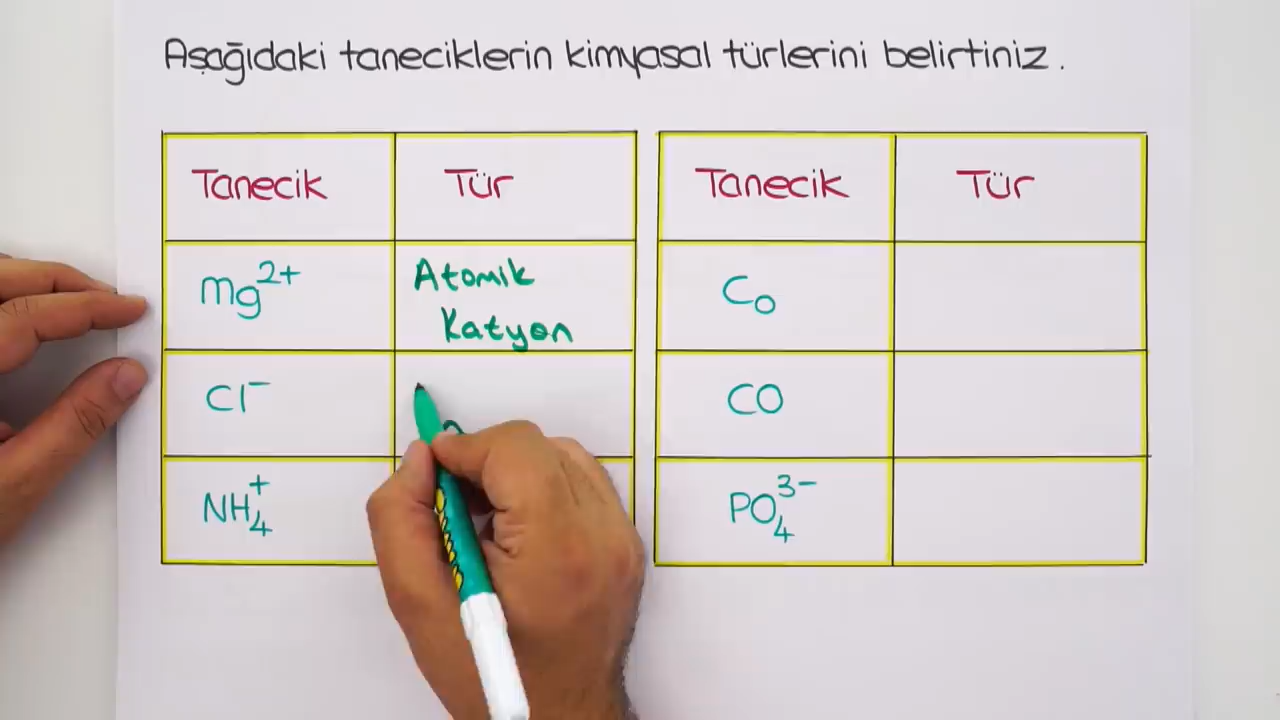 Aşağıdaki taneciklerin kimyasal türlerini belirtiniz.
Tanecik Tür
Mg²⁺ Atomik Katyon
Cl⁻
NH₄⁺
Tanecik Tür
Co
CO
PO₄³⁻